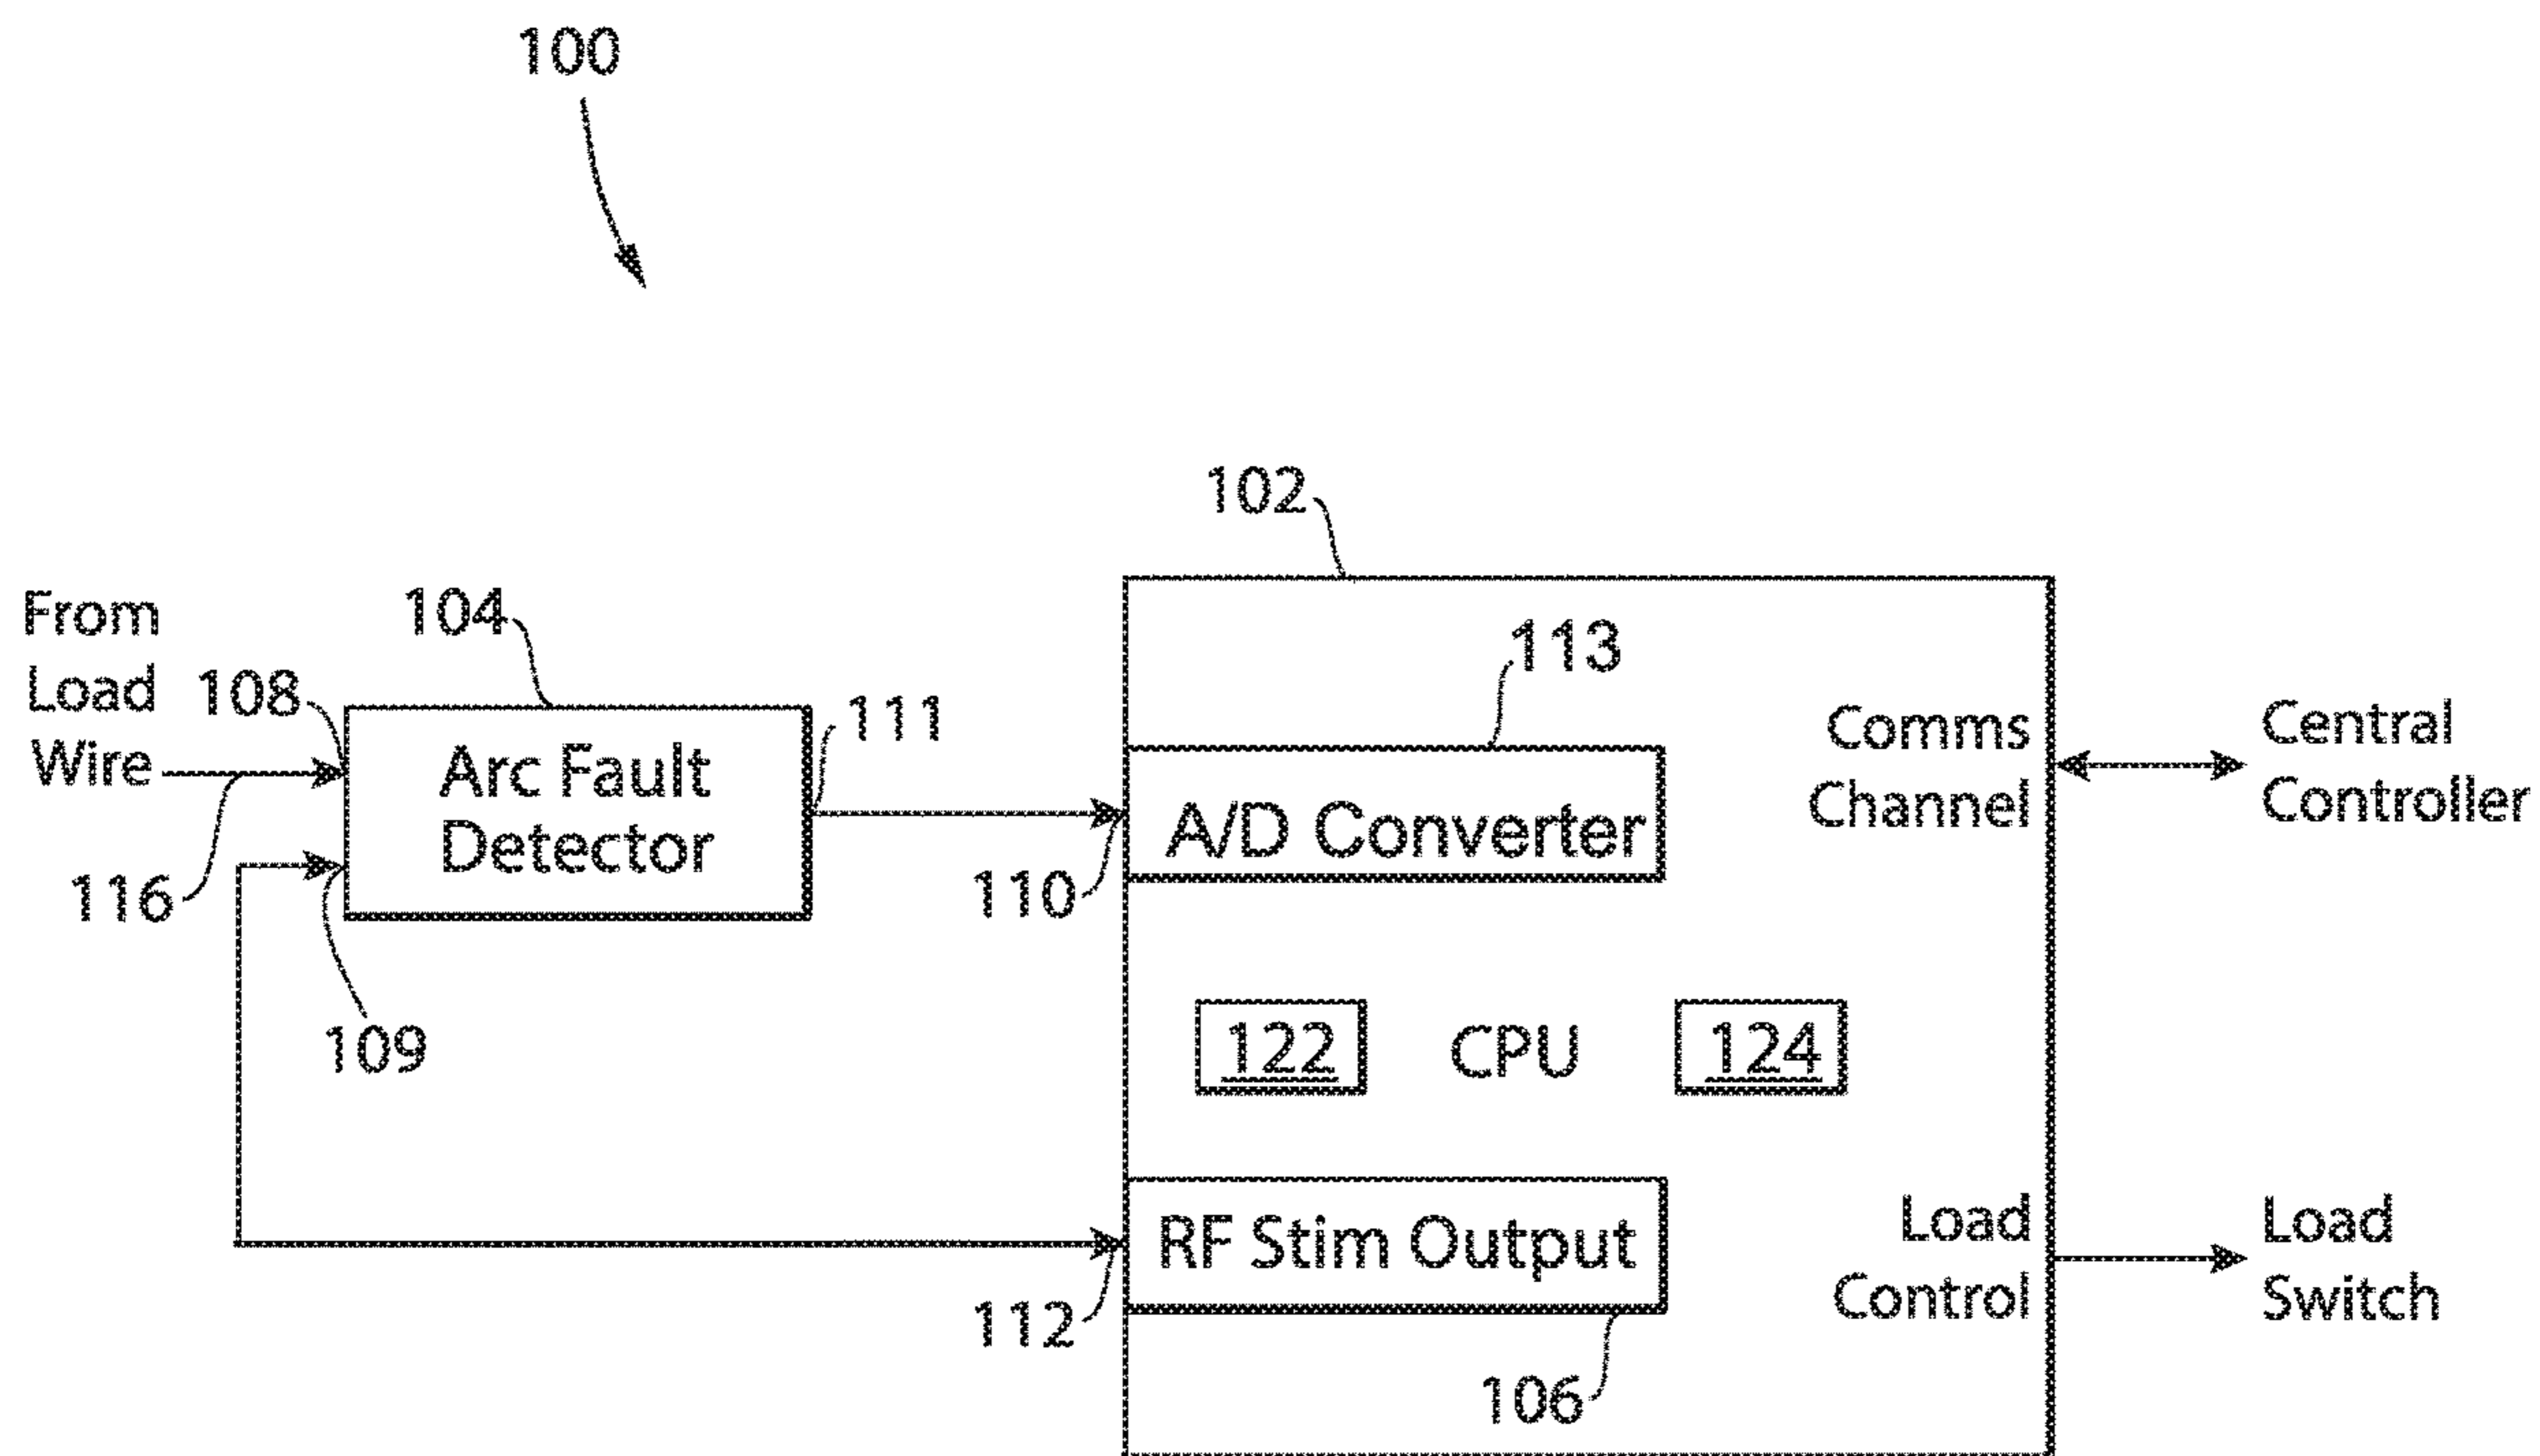 100
102
From
Load
Wire
108
104
Arc Fault
Detector
111
116
109
113
A/D Converter
110
Comms
Channel
Central
Controller
122
CPU
124
RF Stim Output
112
106
Load
Control
Load
Switch